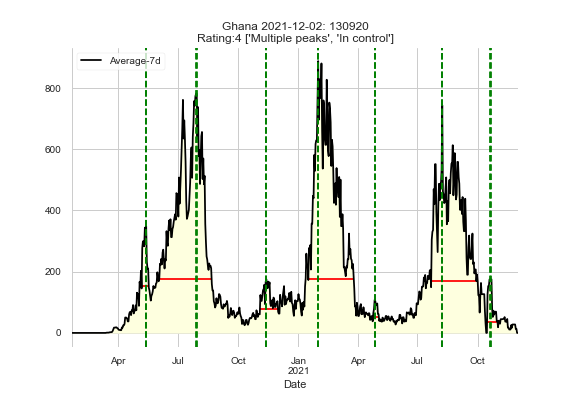 Ghana 2021-12-02: 130920
Rating:4 ['Multiple peaks', 'In control']
Average-7d
800
600
400
200
0
Apr Jul Oct Jan Apr Jul Oct
2021
Date